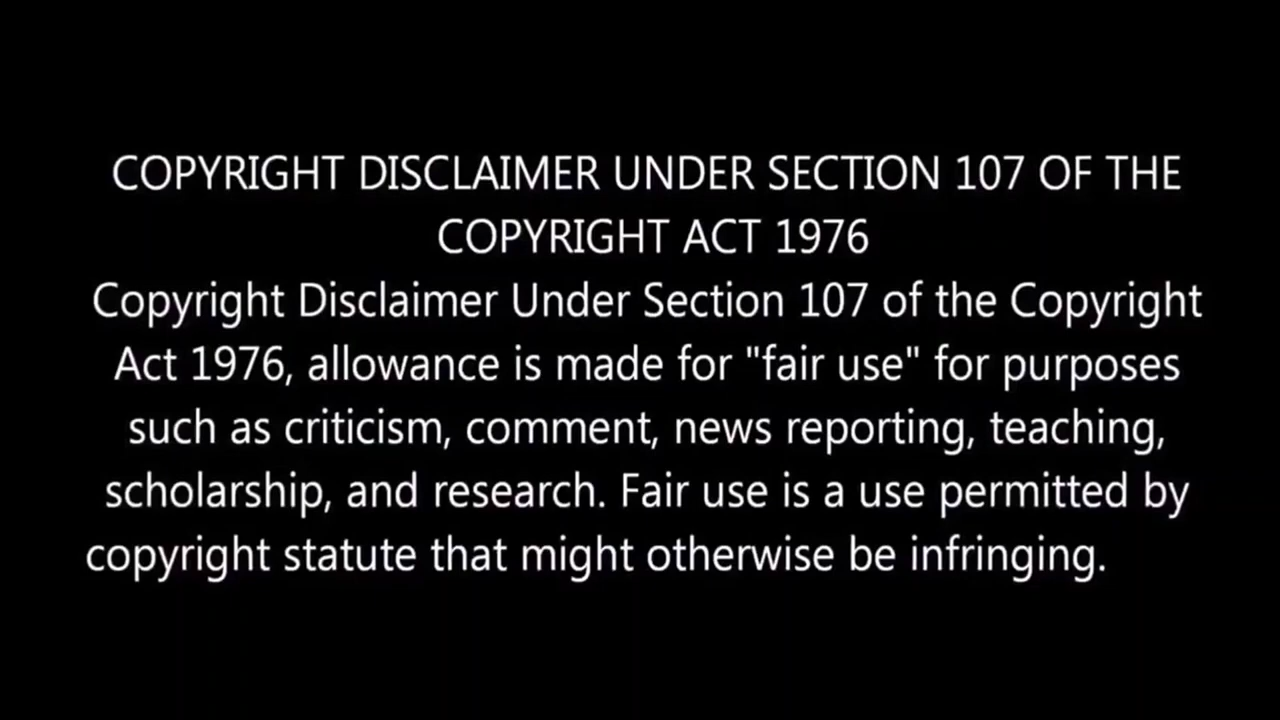 COPYRIGHT DISCLAIMER UNDER SECTION 107 OF THE
COPYRIGHT ACT 1976
Copyright Disclaimer Under Section 107 of the Copyright
Act 1976, allowance is made for "fair use" for purposes
such as criticism, comment, news reporting, teaching,
scholarship, and research. Fair use is a use permitted by
copyright statute that might otherwise be infringing.